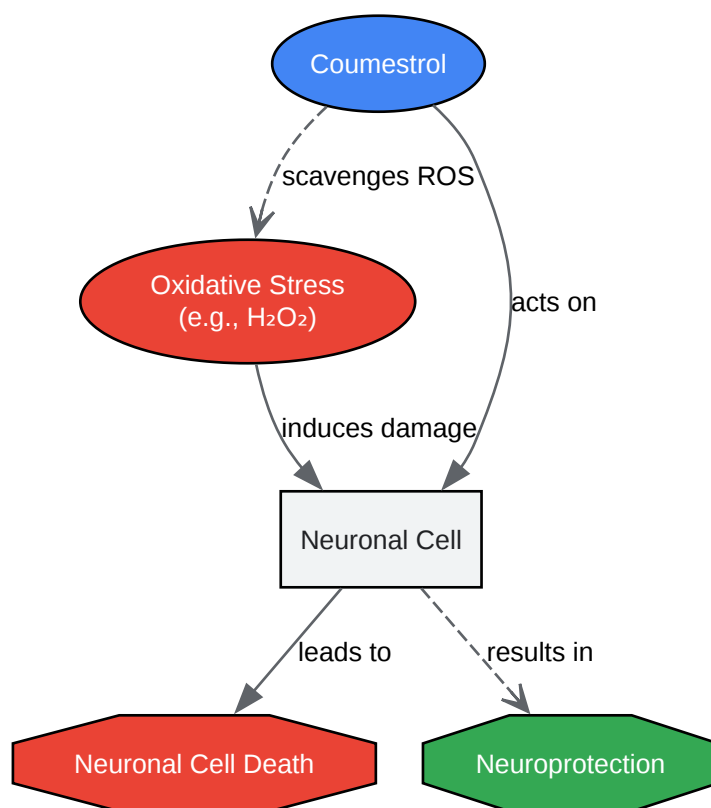 Coumestrol
scavenges ROS
Oxidative Stress
(e.g., H₂O₂)
acts on
induces damage
Neuronal Cell
leads to
results in
Neuronal Cell Death
Neuroprotection